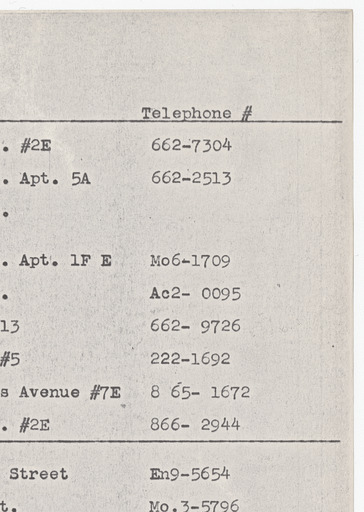 Telephone #
. #2E 662-7304
. Apt. 5A 662-2513
.
. Apt. 1F E Mo6-1709
. Ac2- 0095
13 662- 9726
#5 222-1692
s Avenue #7E 8 65- 1672
. #2E 866- 2944
Street En9-5654
t. Mo.3-5796